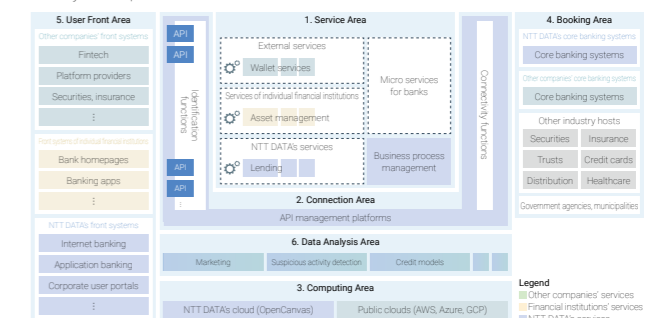 5. User Front Area
Other companies' front systems
Fintech
Platform providers
Securities, insurance
⋮
Front systems of individual financial institutions
Bank homepages
Banking apps
⋮
NTT DATA's front systems
Internet banking
Application banking
Corporate user portals
⋮
API
API
Identification
functions
API
API
⋮
1. Service Area
External services
Wallet services
Services of individual financial institutions
Asset management
NTT DATA's services
Lending
Micro services
for banks
Business process
management
Connectivity functions
2. Connection Area
API management platforms
6. Data Analysis Area
Marketing
Suspicious activity detection
Credit models
3. Computing Area
NTT DATA's cloud (OpenCanvas)
Public clouds (AWS, Azure, GCP)
4. Booking Area
NTT DATA's core banking systems
Core banking systems
Other companies' core banking systems
Core banking systems
Other industry hosts
Securities
Insurance
Trusts
Credit cards
Distribution
Healthcare
Government agencies, municipalities
Legend
Other companies' services
Financial institutions' services
NTT DATA's services